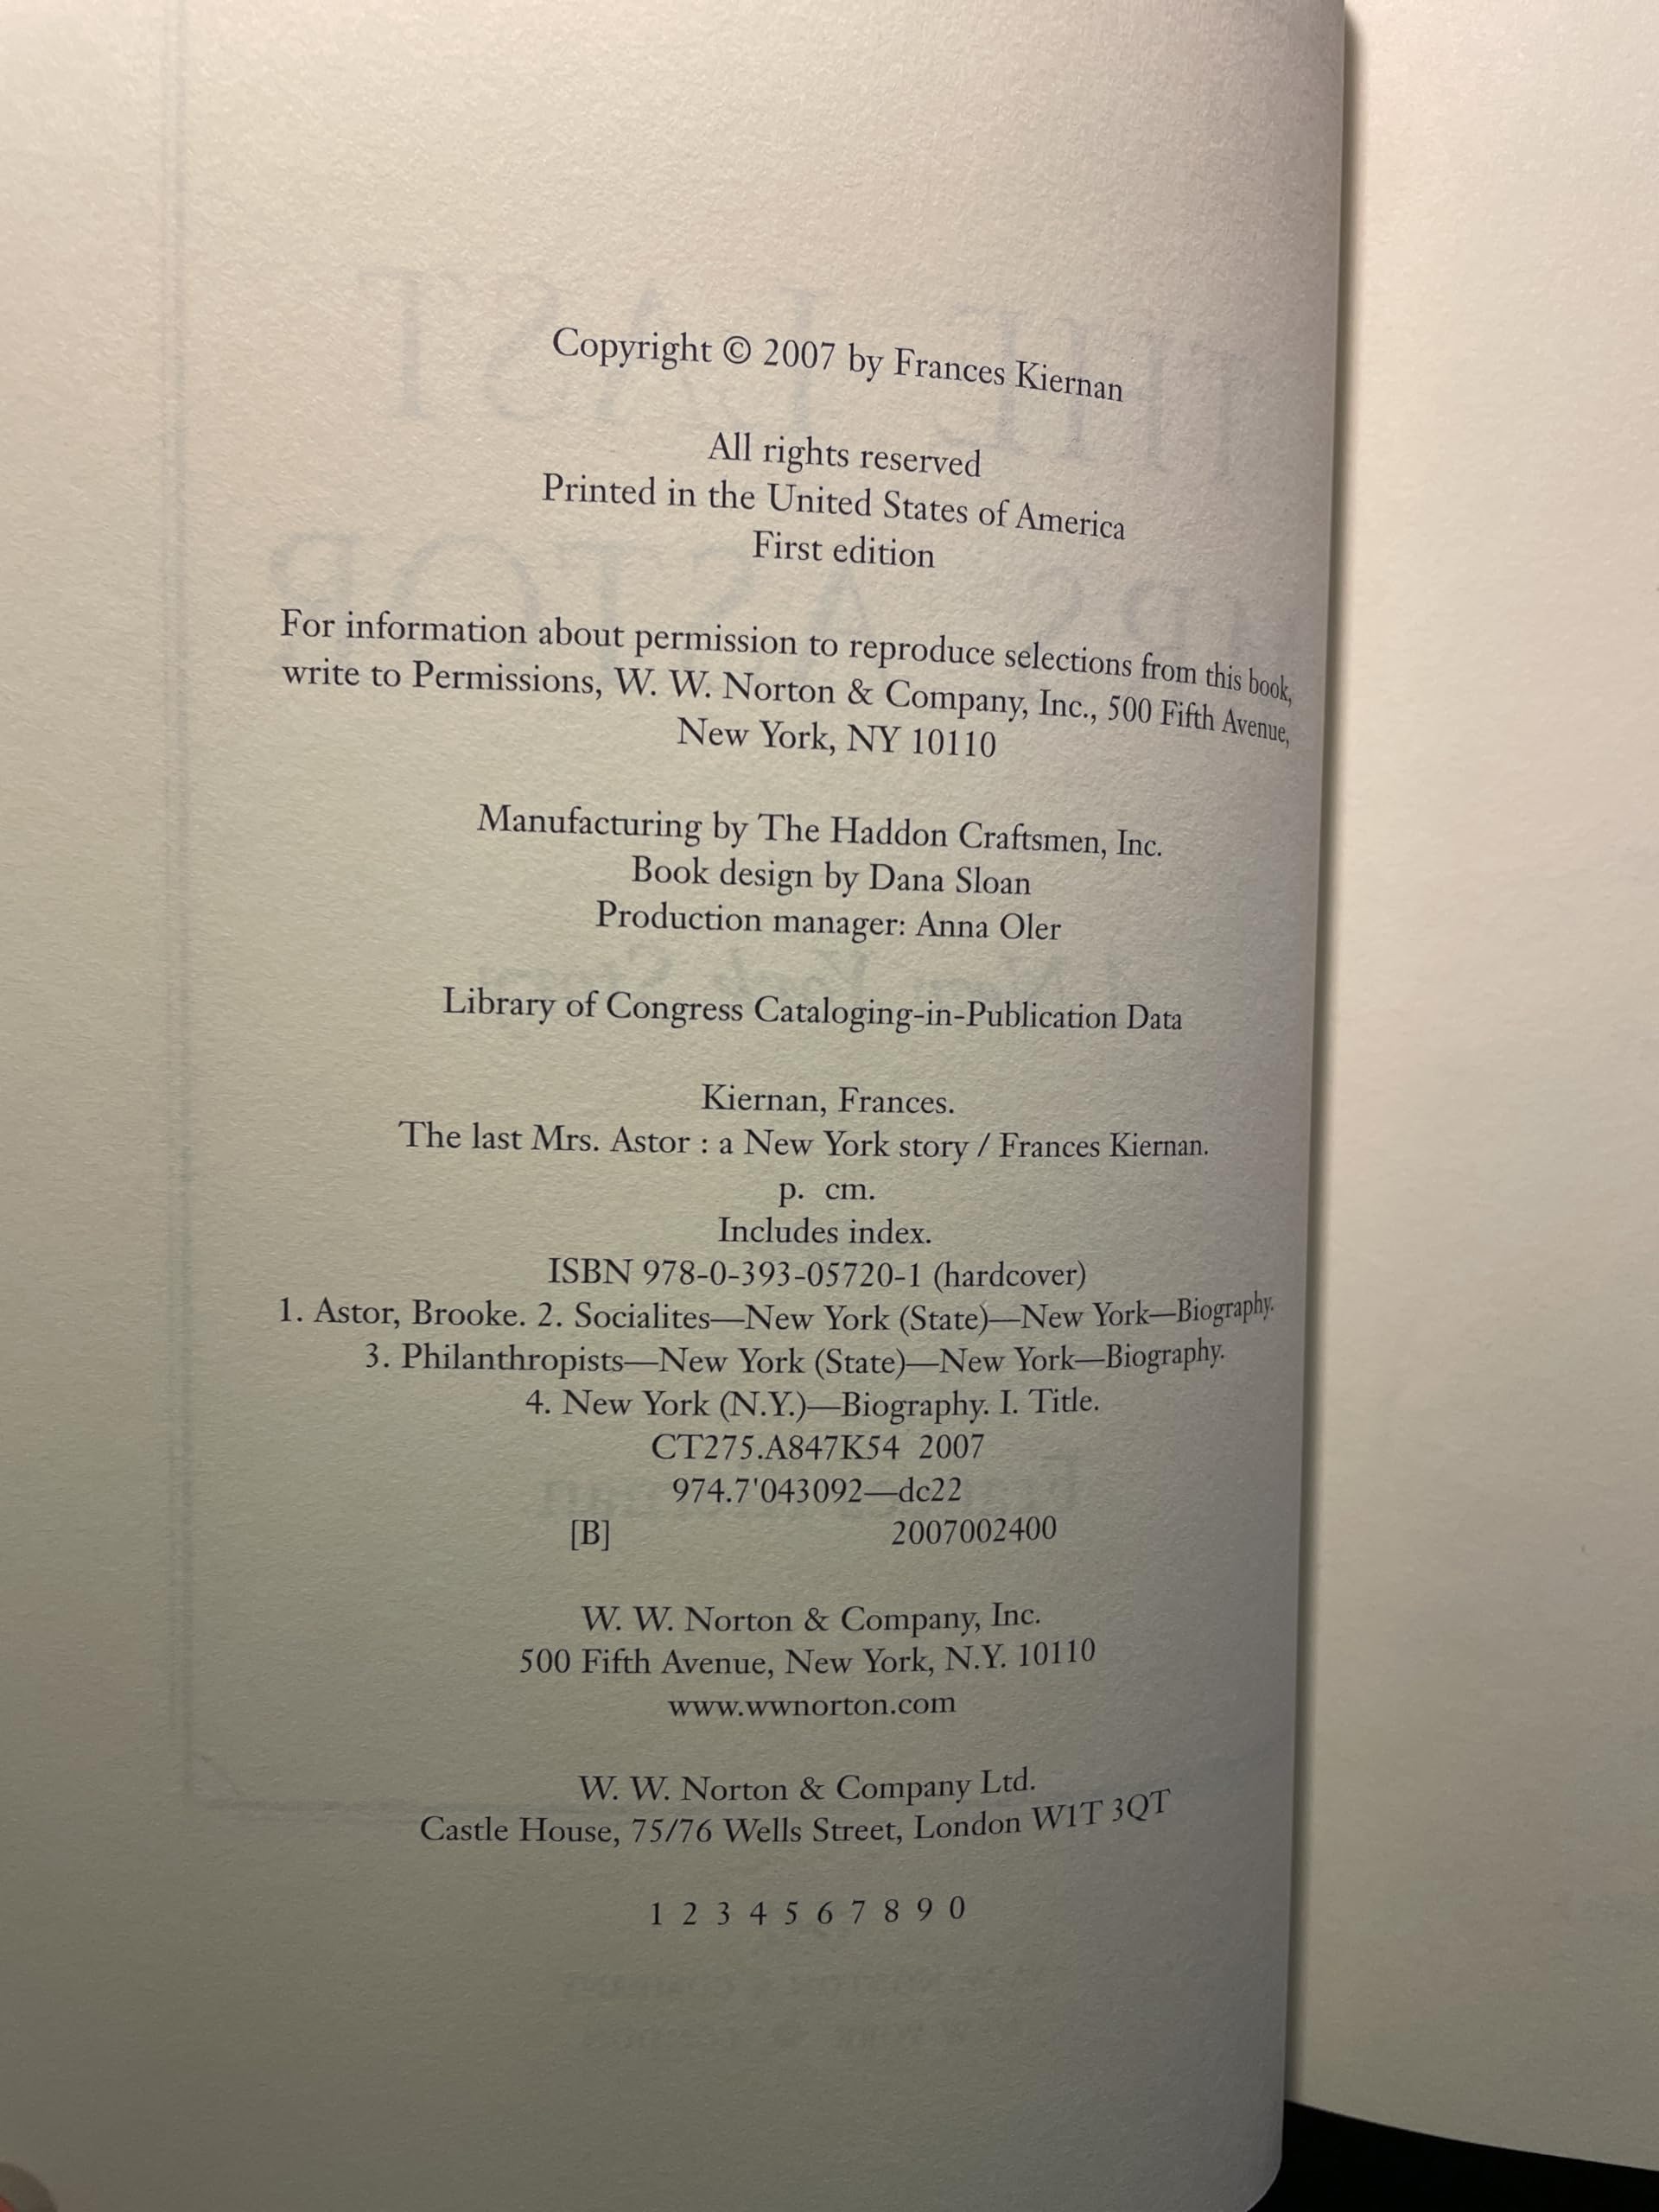 Copyright © 2007 by Frances Kiernan
All rights reserved
Printed in the United States of America
First edition
For information about permission to reproduce selections from this book,
write to Permissions, W. W. Norton & Company, Inc., 500 Fifth Avenue,
New York, NY 10110
Manufacturing by The Haddon Craftsmen, Inc.
Book design by Dana Sloan
Production manager: Anna Oler
Library of Congress Cataloging-in-Publication Data
Kiernan, Frances.
The last Mrs. Astor : a New York story / Frances Kiernan.
p. cm.
Includes index.
ISBN 978-0-393-05720-1 (hardcover)
1. Astor, Brooke. 2. Socialites—New York (State)—New York—Biography.
3. Philanthropists—New York (State)—New York—Biography.
4. New York (N.Y.)—Biography. I. Title.
CT275.A847K54 2007
974.7'043092—dc22
[B] 2007002400
W. W. Norton & Company, Inc.
500 Fifth Avenue, New York, N.Y. 10110
www.wwnorton.com
W. W. Norton & Company Ltd.
Castle House, 75/76 Wells Street, London W1T 3QT
1 2 3 4 5 6 7 8 9 0